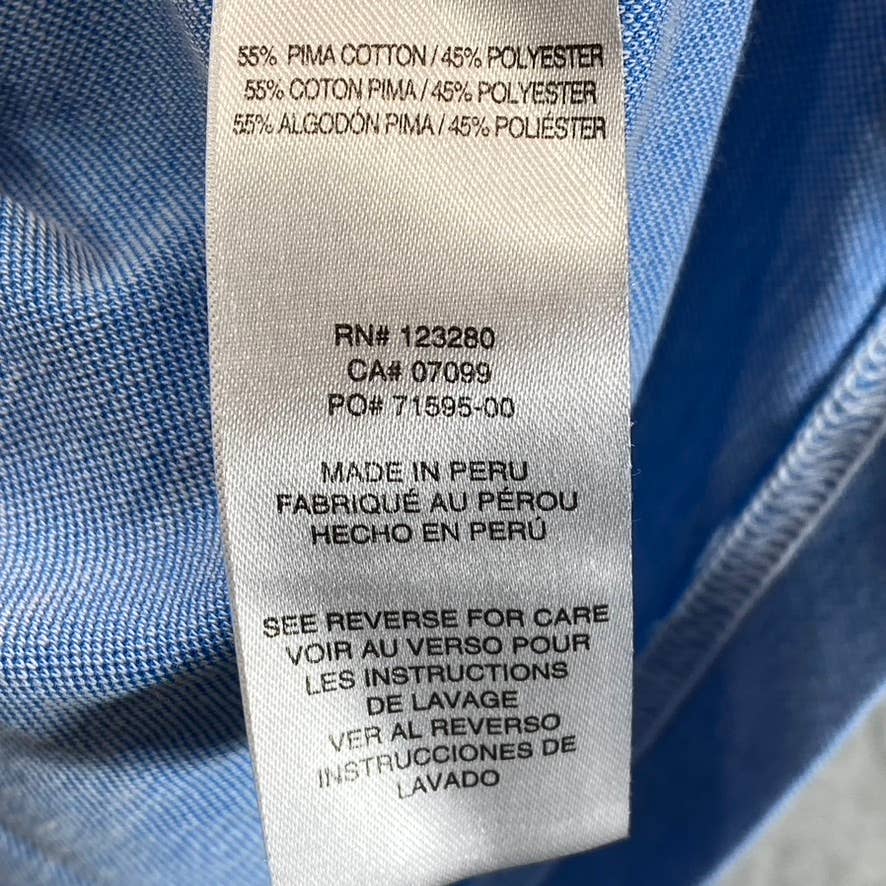 55% PIMA COTTON / 45% POLYESTER
55% COTON PIMA / 45% POLYESTER
55% ALGODÓN PIMA / 45% POLIÉSTER
RN# 123280
CA# 07099
PO# 71595-00
MADE IN PERU
FABRIQUÉ AU PÉROU
HECHO EN PERÚ
SEE REVERSE FOR CARE
VOIR AU VERSO POUR
LES INSTRUCTIONS
DE LAVAGE
VER AL REVERSO
INSTRUCCIONES DE
LAVADO